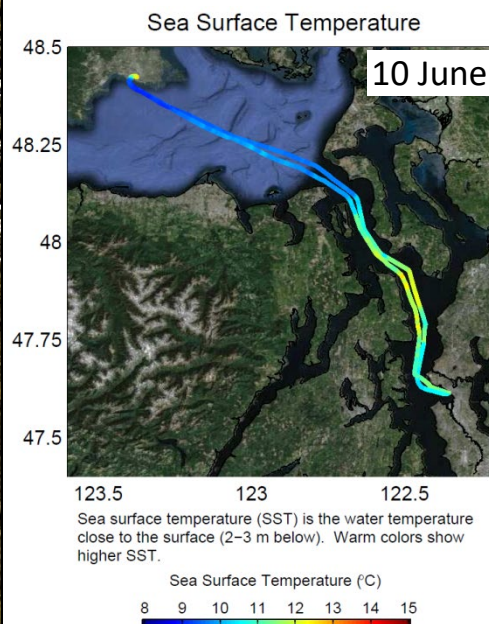 Sea Surface Temperature
10 June
48.5
48.25
48
47.75
47.5
123.5 123 122.5
Sea surface temperature (SST) is the water temperature
close to the surface (2−3 m below). Warm colors show
higher SST.
Sea Surface Temperature (°C)
8 9 10 11 12 13 14 15